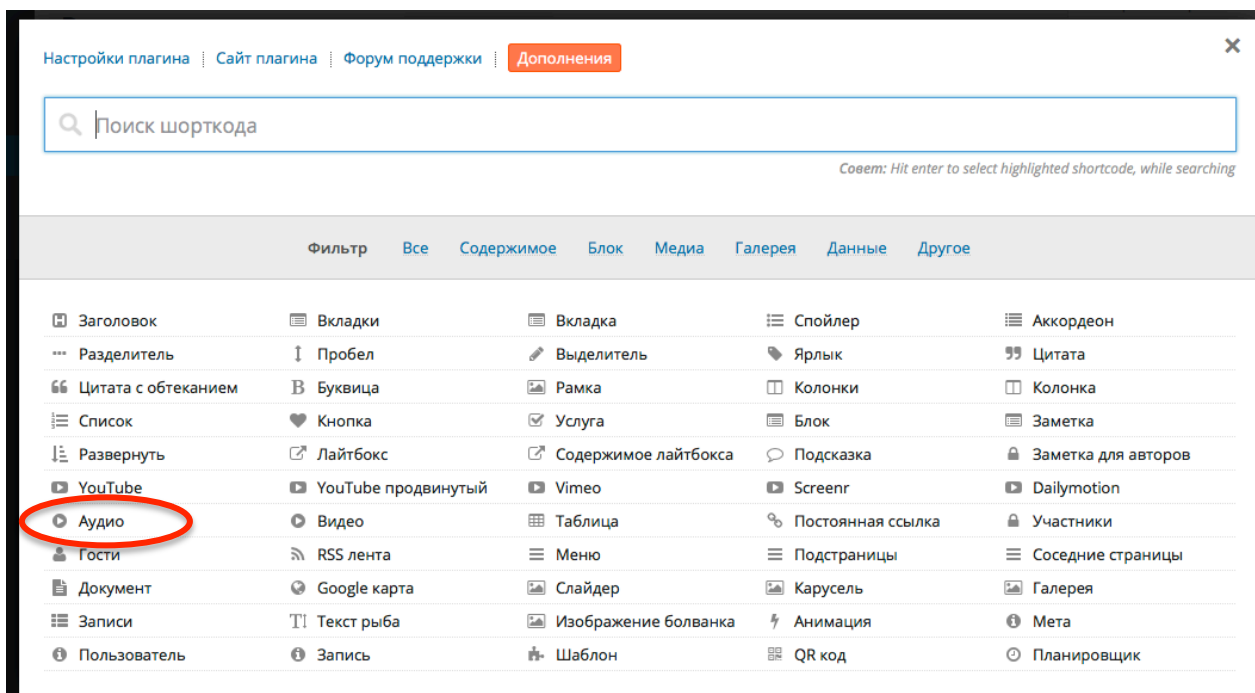 Настройки плагина Сайт плагина Форум поддержки Дополнения
Поиск шорткода
Совет: Hit enter to select highlighted shortcode, while searching
Фильтр Все Содержимое Блок Медиа Галерея Данные Другое
Заголовок Вкладки Вкладка Спойлер Аккордеон
Разделитель Пробел Выделитель Ярлык Цитата
Цитата с обтеканием Буквица Рамка Колонки Колонка
Список Кнопка Услуга Блок Заметка
Развернуть Лайтбокс Содержимое лайтбокса Подсказка Заметка для авторов
YouTube YouTube продвинутый Vimeo Screenr Dailymotion
Аудио Видео Таблица Постоянная ссылка Участники
Гости RSS лента Меню Подстраницы Соседние страницы
Документ Google карта Слайдер Карусель Галерея
Записи Текст рыба Изображение болванка Анимация Мета
Пользователь Запись Шаблон QR код Планировщик